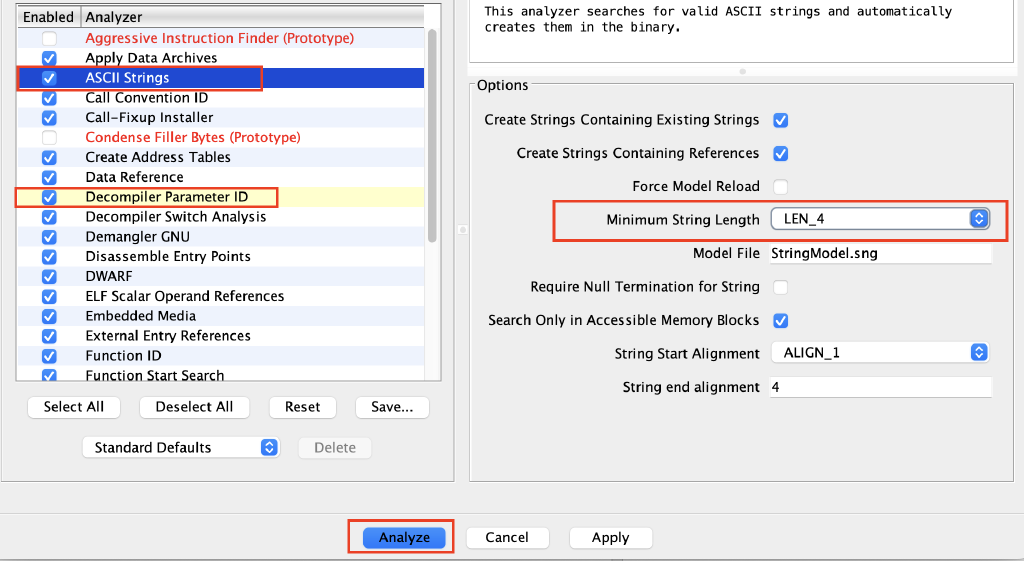 Enabled Analyzer
Aggressive Instruction Finder (Prototype)
Apply Data Archives
ASCII Strings
Call Convention ID
Call-Fixup Installer
Condense Filler Bytes (Prototype)
Create Address Tables
Data Reference
Decompiler Parameter ID
Decompiler Switch Analysis
Demangler GNU
Disassemble Entry Points
DWARF
ELF Scalar Operand References
Embedded Media
External Entry References
Function ID
Function Start Search
Select All Deselect All Reset Save...
Standard Defaults Delete
This analyzer searches for valid ASCII strings and automatically
creates them in the binary.
Options
Create Strings Containing Existing Strings
Create Strings Containing References
Force Model Reload
Minimum String Length LEN_4
Model File StringModel.sng
Require Null Termination for String
Search Only in Accessible Memory Blocks
String Start Alignment ALIGN_1
String end alignment 4
Analyze Cancel Apply